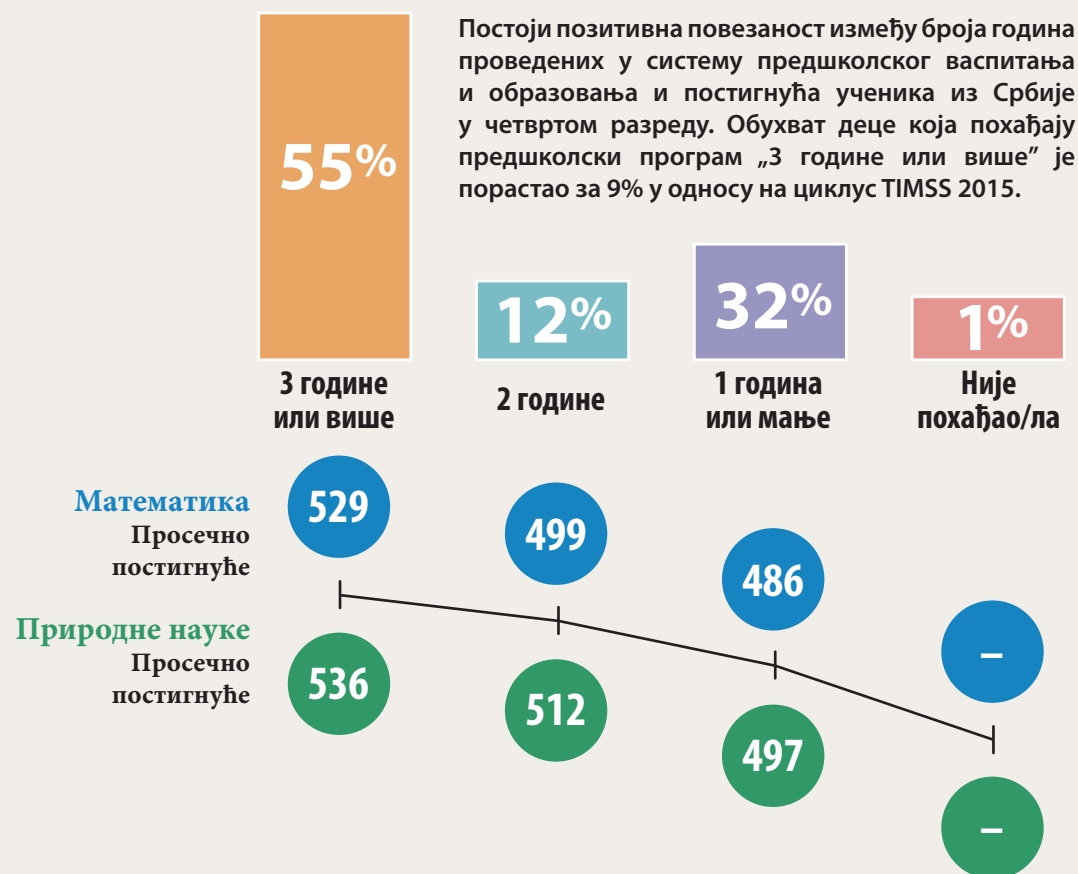 Постоји позитивна повезаност између броја година
проведених у систему предшколског васпитања
и образовања и постигнућа ученика из Србије
у четвртом разреду. Обухват деце која похађају
предшколски програм „3 године или више” је
порастао за 9% у односу на циклус TIMSS 2015.
55%
12%
32%
1%
3 године
или више
2 године
1 година
или мање
Није
похађао/ла
Математика
Просечно
постигнуће
529
499
486
–
Природне науке
Просечно
постигнуће
536
512
497
–